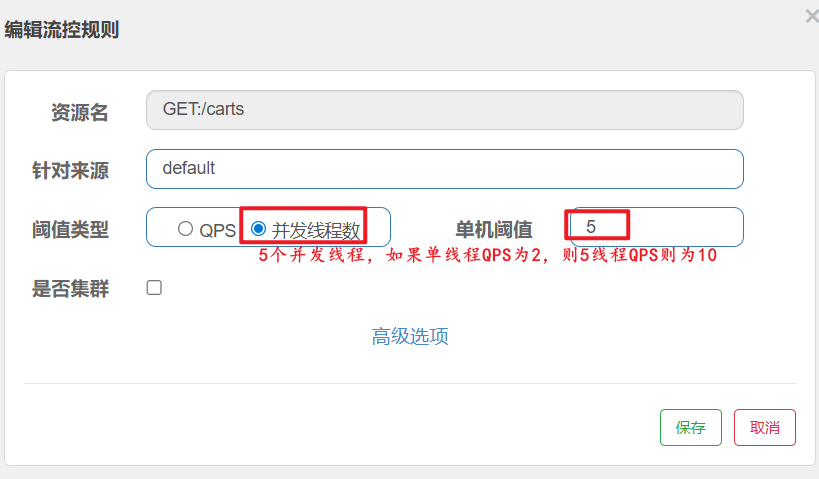 编辑流控规则
资源名 GET:/carts
针对来源 default
阈值类型 QPS 并发线程数 单机阈值 5
5个并发线程，如果单线程QPS为2，则5线程QPS则为10
是否集群
高级选项
保存 取消